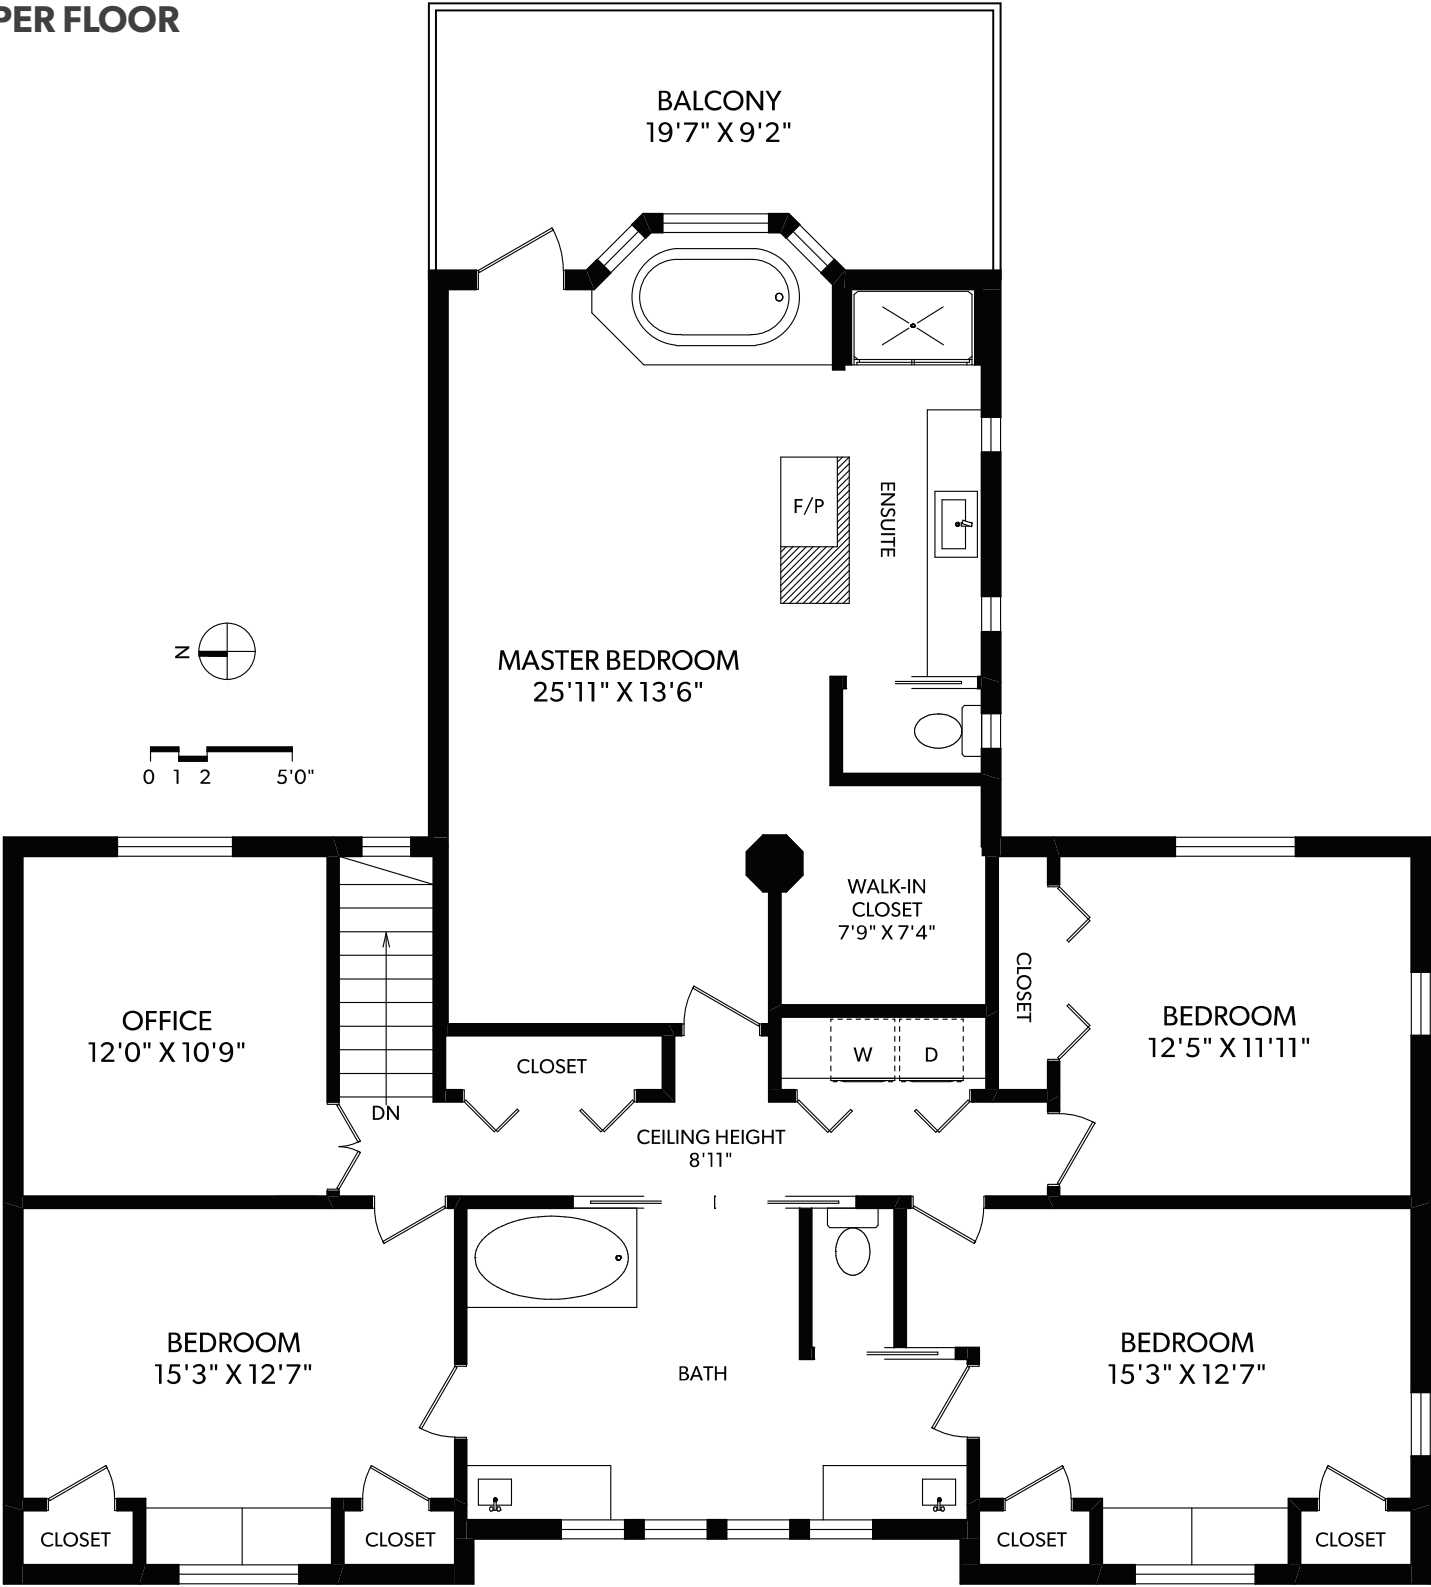 PER FLOOR
BALCONY
19'7" X 9'2"
F/P
ENSUITE
MASTER BEDROOM
25'11" X 13'6"
N
0 1 2 5'0"
WALK-IN
CLOSET
7'9" X 7'4"
CLOSET
OFFICE
12'0" X 10'9"
BEDROOM
12'5" X 11'11"
CLOSET
W D
DN
CEILING HEIGHT
8'11"
BEDROOM
15'3" X 12'7"
BATH
BEDROOM
15'3" X 12'7"
CLOSET
CLOSET
CLOSET
CLOSET